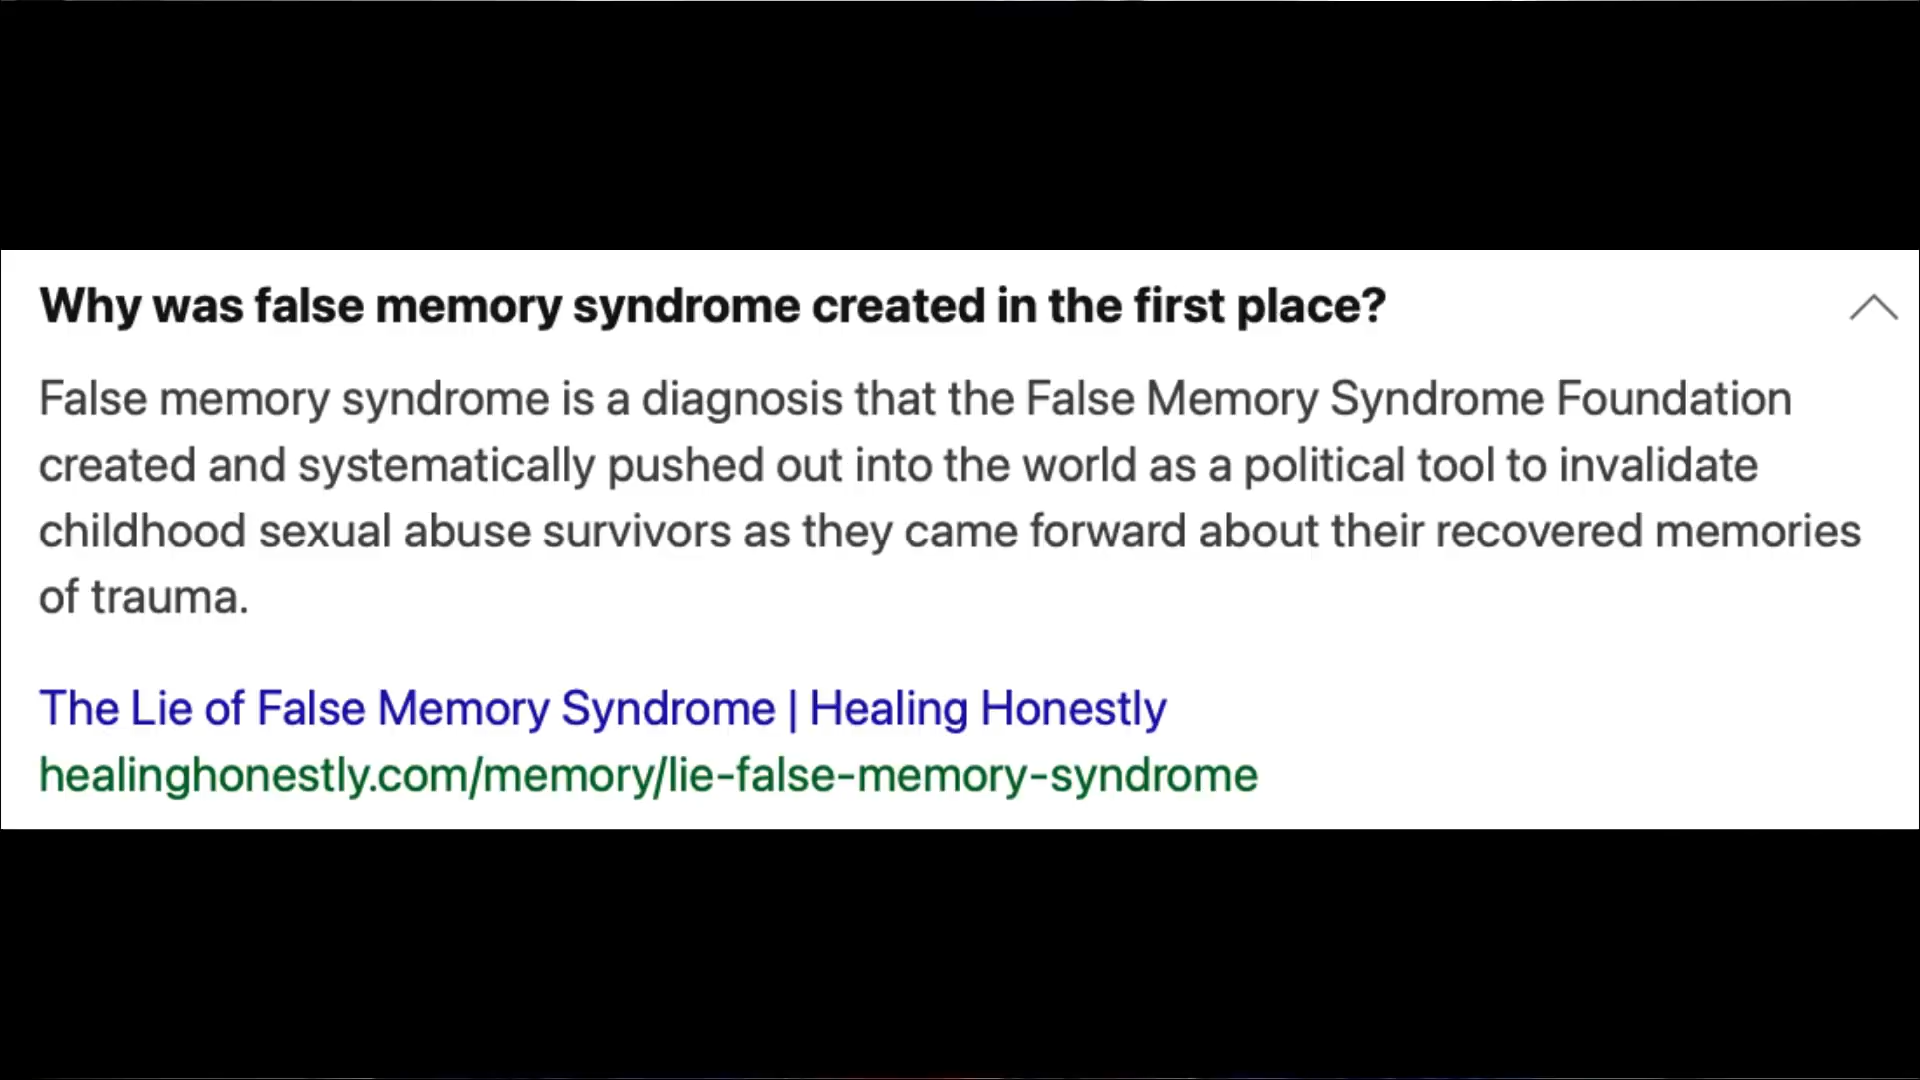 Why was false memory syndrome created in the first place?
False memory syndrome is a diagnosis that the False Memory Syndrome Foundation
created and systematically pushed out into the world as a political tool to invalidate
childhood sexual abuse survivors as they came forward about their recovered memories
of trauma.
The Lie of False Memory Syndrome | Healing Honestly
healinghonestly.com/memory/lie-false-memory-syndrome